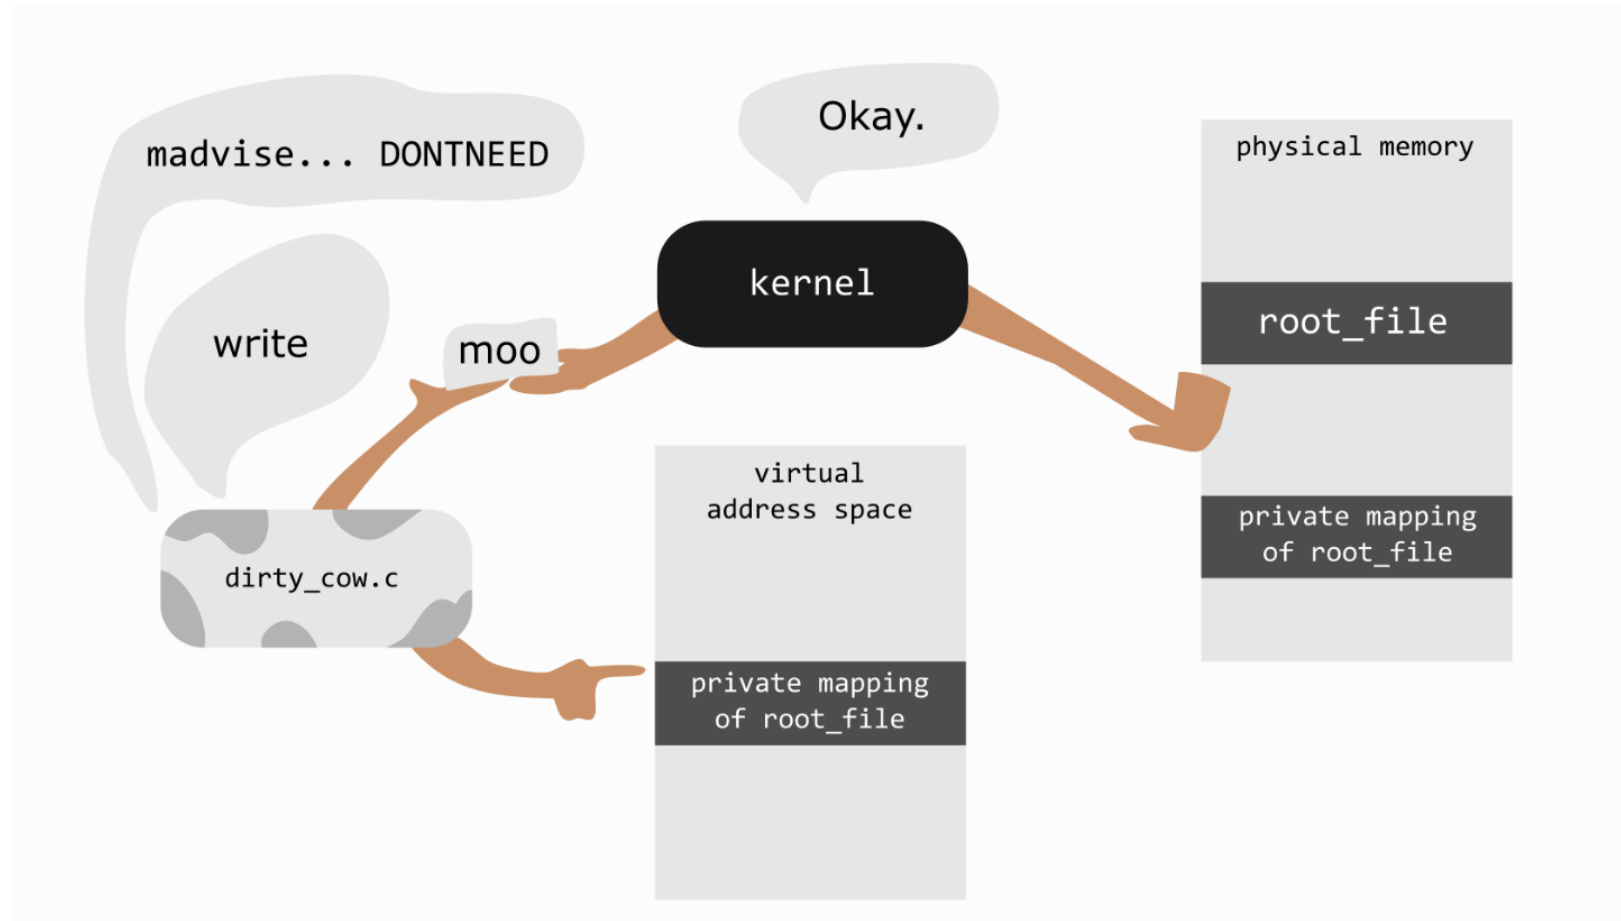 madvise... DONTNEED
Okay.
physical memory
kernel
root_file
write
moo
virtual
address space
private mapping
of root_file
dirty_cow.c
private mapping
of root_file